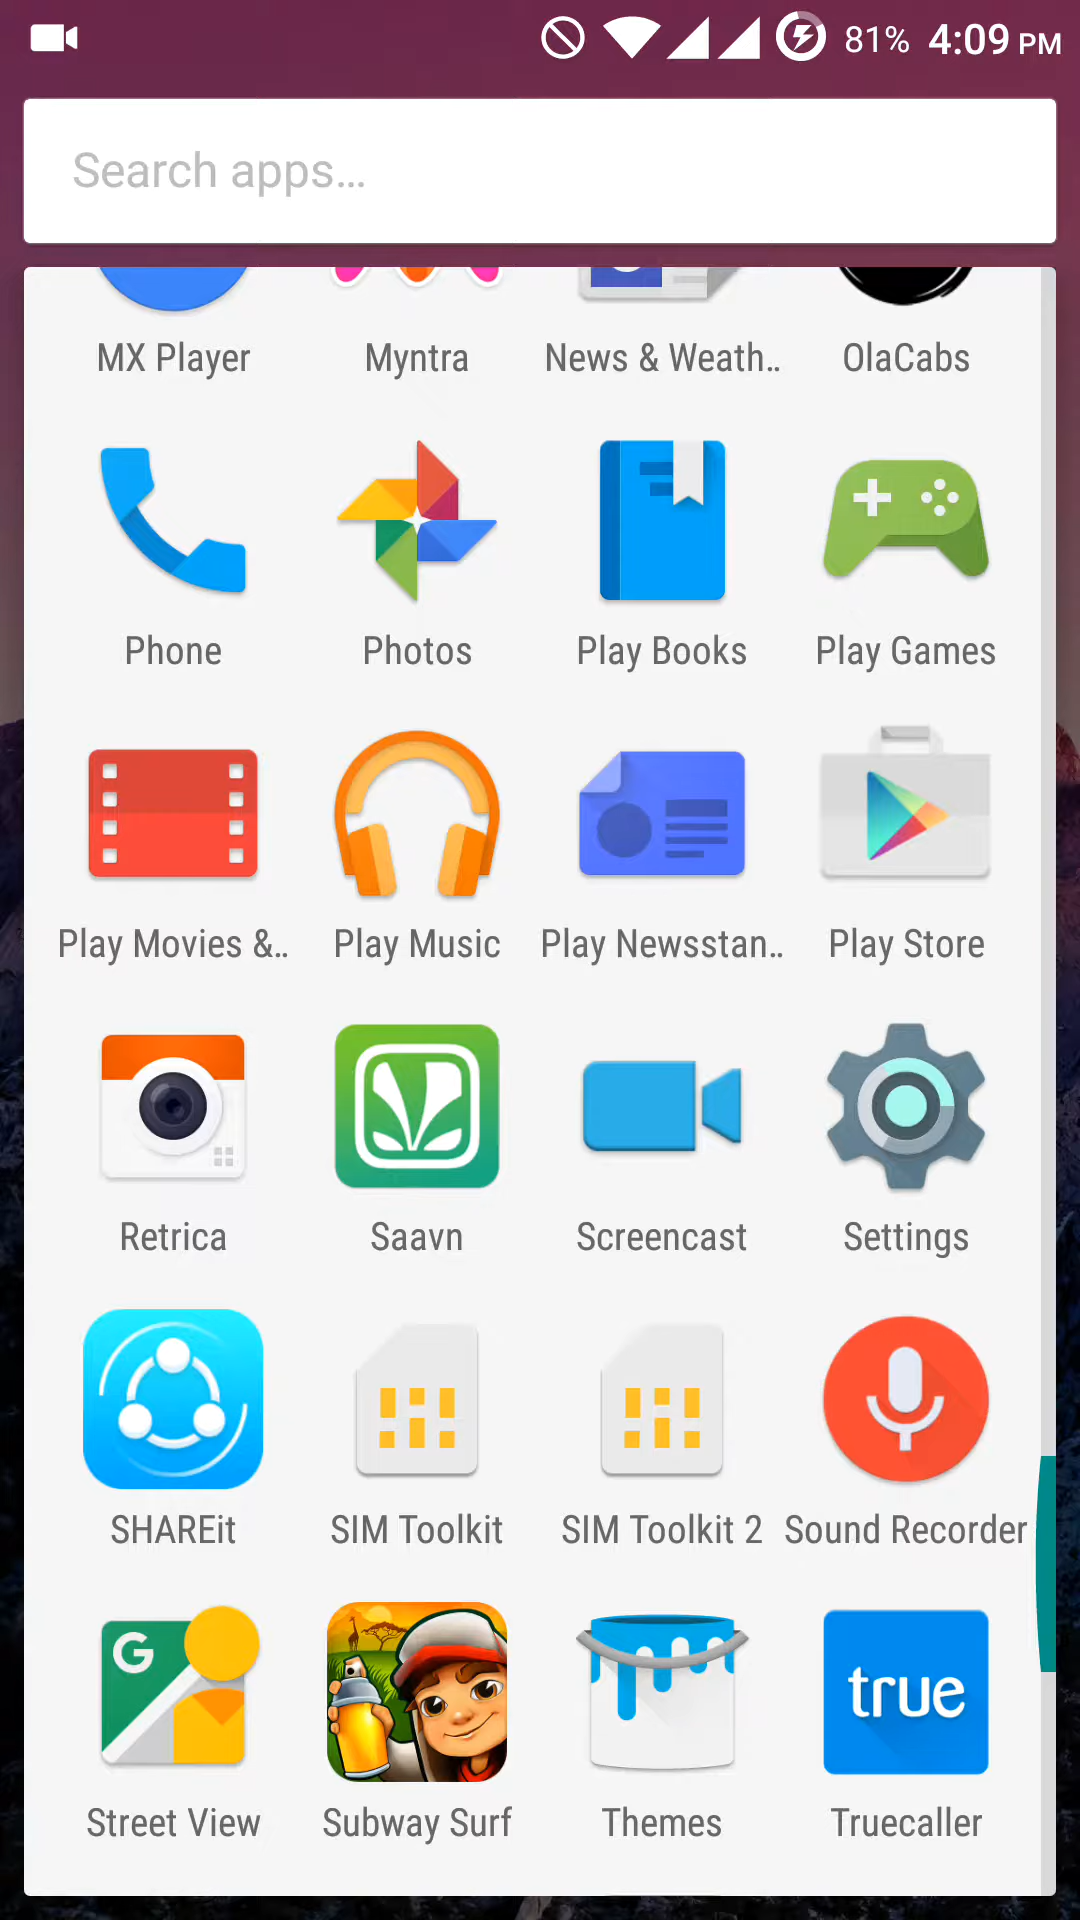 81% 4:09 PM
Search apps...
MX Player Myntra News & Weath.. OlaCabs
Phone Photos Play Books Play Games
Play Movies &.. Play Music Play Newsstan.. Play Store
Retrica Saavn Screencast Settings
SHAREit SIM Toolkit SIM Toolkit 2 Sound Recorder
G
true
Street View Subway Surf Themes Truecaller